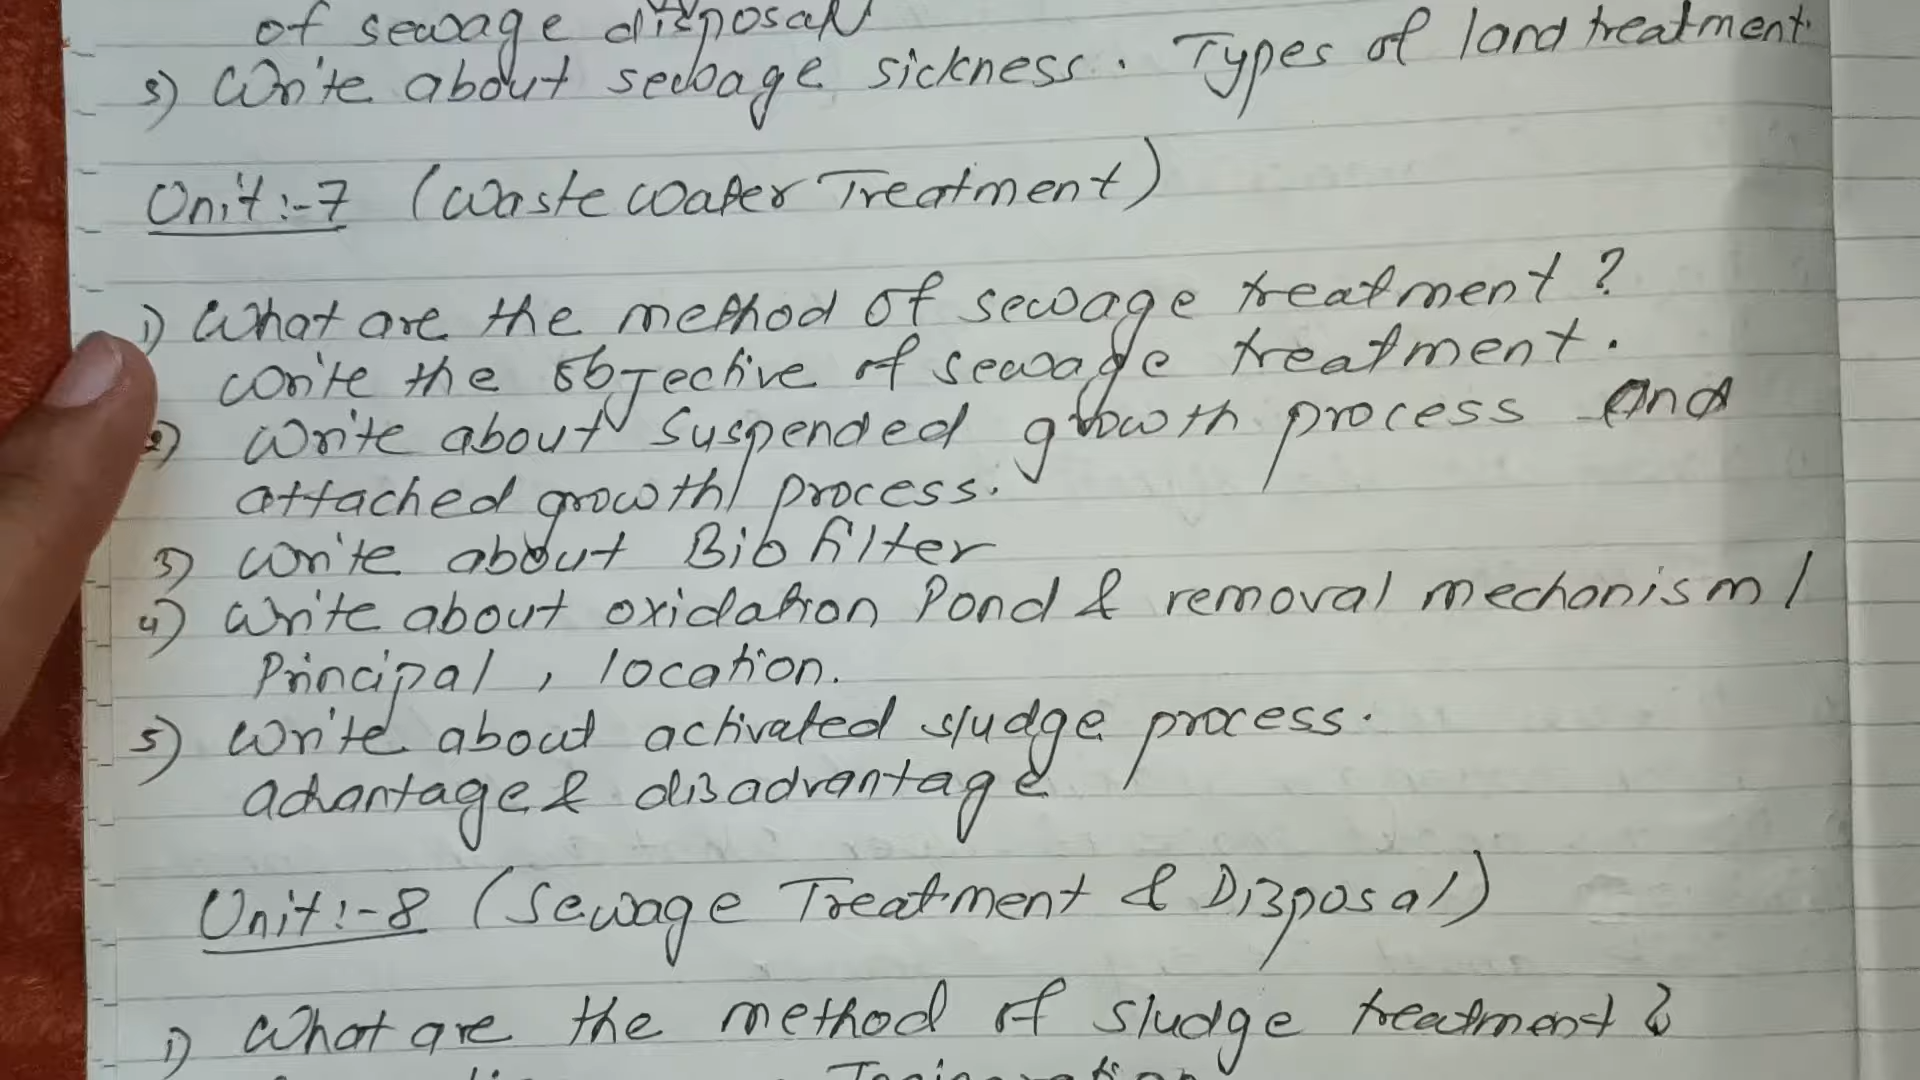 of sewage disposal
3) Write about sewage sickness. Types of land treatment.
Unit:-7 (Waste Water Treatment)
1) What are the method of sewage treatment?
Write the objective of sewage treatment.
2) Write about suspended growth process and
attached growth process.
3) Write about Bio filter
4) Write about oxidation Pond & removal mechanism /
Principal, location.
5) Write about activated sludge process.
advantage & disadvantage
Unit:-8 (Sewage Treatment & Disposal)
1) What are the method of sludge treatment?